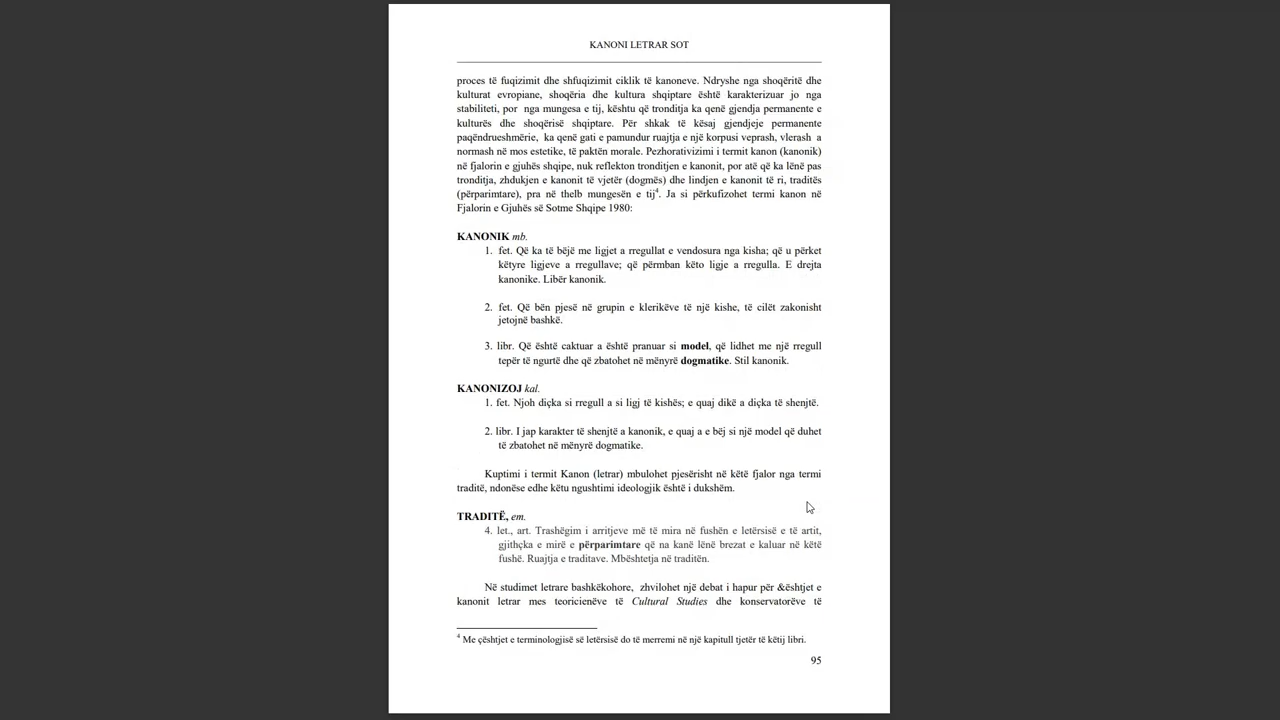 KANONI LETRAR SOT
proces të fuqizimit dhe shfuqizimit ciklik të kanoneve. Ndryshe nga shoqëritë dhe
kulturat evropiane, shoqëria dhe kultura shqiptare është karakterizuar jo nga
stabiliteti, por nga mungesa e tij, kështu që tronditja ka qenë gjendja permanente e
kulturës dhe shoqërisë shqiptare. Për shkak të kësaj gjendjeje permanente
paqëndrueshmërie, ka qenë gati e pamundur ruajtja e një korpusi veprash, vlerash a
normash në mos estetike, të paktën morale. Pezhorativizimi i termit kanon (kanonik)
në fjalorin e gjuhës shqipe, nuk reflekton tronditjen e kanonit, por atë që ka lënë pas
tronditja, zhdukjen e kanonit të vjetër (dogmës) dhe lindjen e kanonit të ri, traditës
(përparimtare), pra në thelb mungesën e tij4. Ja si përkufizohet termi kanon në
Fjalorin e Gjuhës së Sotme Shqipe 1980:
KANONIK mb.
1. fet. Që ka të bëjë me ligjet a rregullat e vendosura nga kisha; që u përket
këtyre ligjeve a rregullave; që përmban këto ligje a rregulla. E drejta
kanonike. Libër kanonik.
2. fet. Që bën pjesë në grupin e klerikëve të një kishe, të cilët zakonisht
jetojnë bashkë.
3. libr. Që është caktuar a është pranuar si model, që lidhet me një rregull
tepër të ngurtë dhe që zbatohet në mënyrë dogmatike. Stil kanonik.
KANONIZOJ kal.
1. fet. Njoh diçka si rregull a si ligj të kishës; e quaj dikë a diçka të shenjtë.
2. libr. I jap karakter të shenjtë a kanonik, e quaj a e bëj si një model që duhet
të zbatohet në mënyrë dogmatike.
Kuptimi i termit Kanon (letrar) mbulohet pjesërisht në këtë fjalor nga termi
traditë, ndonëse edhe këtu ngushtimi ideologjik është i dukshëm.
TRADITË, em.
4. let., art. Trashëgim i arritjeve më të mira në fushën e letërsisë e të artit,
gjithçka e mirë e përparimtare që na kanë lënë brezat e kaluar në këtë
fushë. Ruajtja e traditave. Mbështetja në traditën.
Në studimet letrare bashkëkohore, zhvilohet një debat i hapur për &ështjet e
kanonit letrar mes teoricienëve të Cultural Studies dhe konservatorëve të
4 Me çështjet e terminologjisë së letërsisë do të merremi në një kapitull tjetër të këtij libri.
95